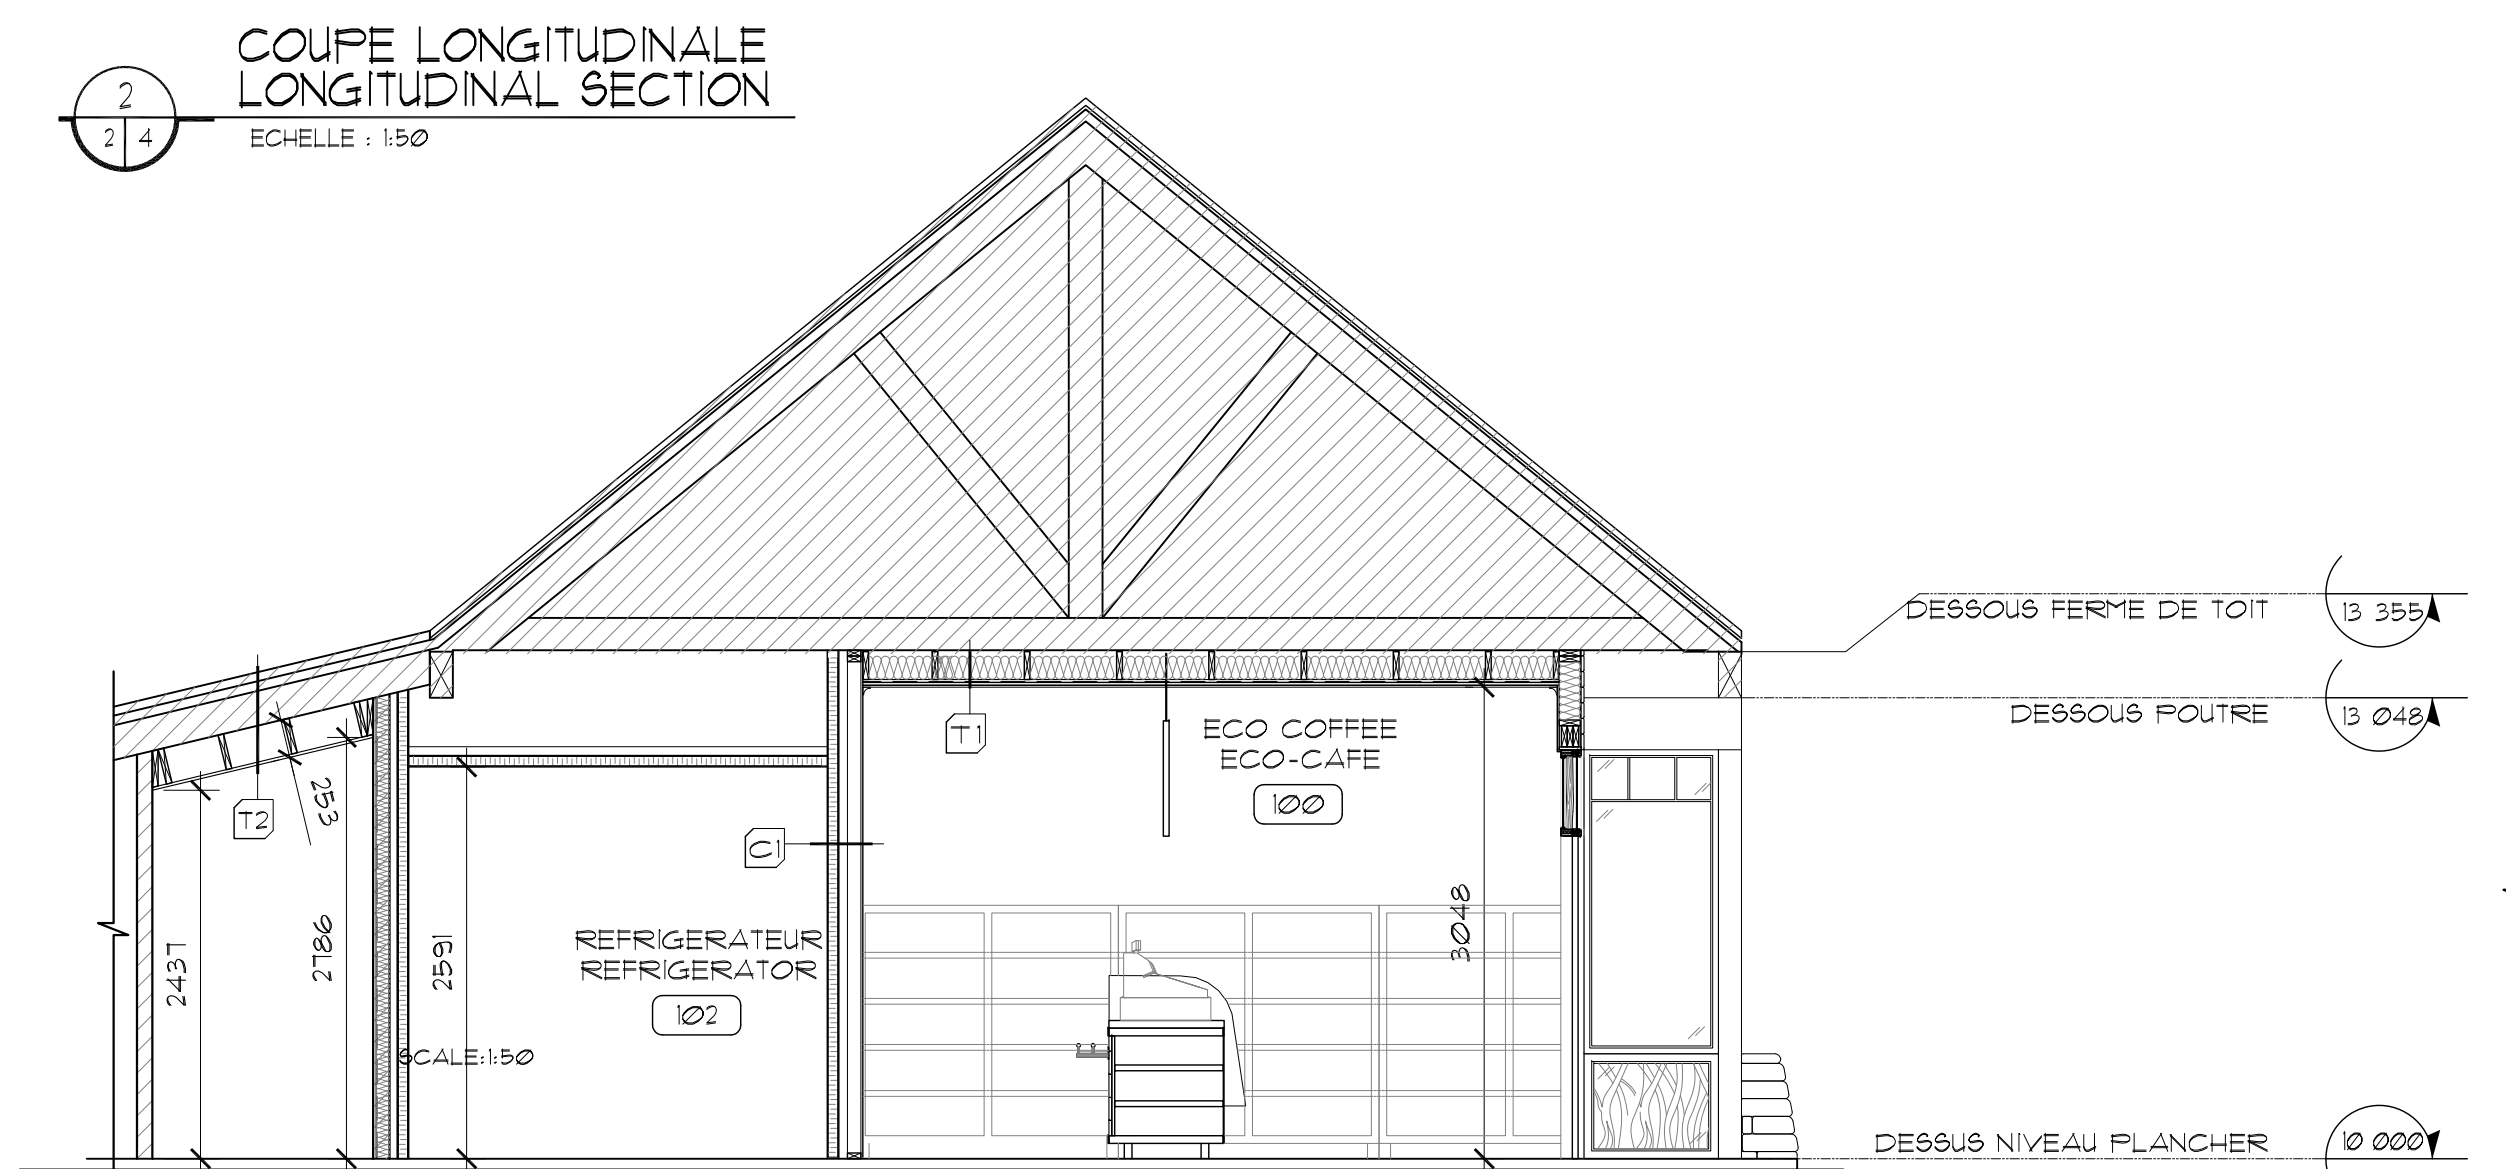 COUPE LONGITUDINALE
LONGITUDINAL SECTION
2
2 4
ECHELLE : 1:50
DESSOUS FERME DE TOIT 13 355
DESSOUS POUTRE 13 048
T1
ECO COFFEE
ECO-CAFE
100
T2
253
C1
2437
2786
2591
3048
REFRIGERATEUR
REFRIGERATOR
102
SCALE:1:50
DESSUS NIVEAU PLANCHER 10 000